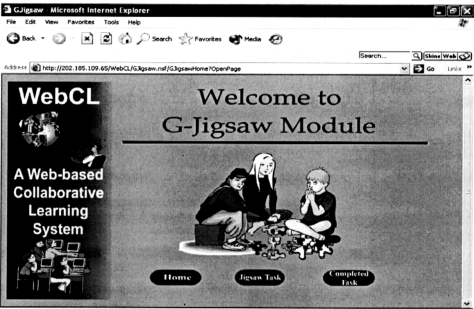 GJigsaw - Microsoft Internet Explorer
File Edit View Favorites Tools Help
Back Search Favorites Media
Search... Skins Web
Address http://202.185.109.65/WebCL/GJigsaw.nsf/GJigsawHome?OpenPage Go Links »
WebCL
Welcome to
G-Jigsaw Module
A Web-based
Collaborative
Learning
System
Home Jigsaw Task Completed
Task